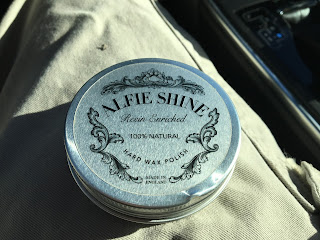 ALFIE SHINE
Resin Enriched
100% NATURAL
HARD WAX POLISH
MADE IN
ENGLAND